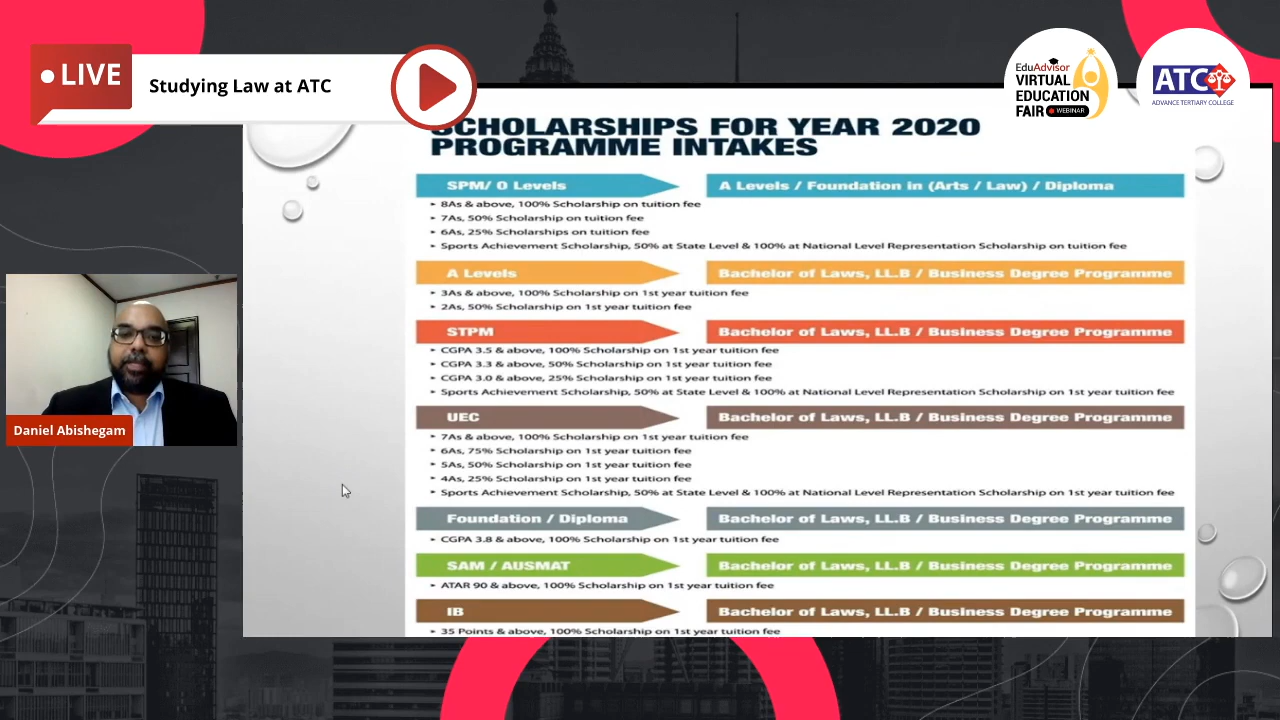 LIVE
Studying Law at ATC
EduAdvisor
VIRTUAL
EDUCATION
FAIR WEBINAR
ATC
ADVANCE TERTIARY COLLEGE
SCHOLARSHIPS FOR YEAR 2020
PROGRAMME INTAKES
SPM/ O Levels A Levels / Foundation in (Arts / Law) / Diploma
8As & above, 100% Scholarship on tuition fee
7As, 50% Scholarship on tuition fee
6As, 25% Scholarships on tuition fee
Sports Achievement Scholarship, 50% at State Level & 100% at National Level Representation Scholarship on tuition fee
A Levels Bachelor of Laws, LL.B / Business Degree Programme
3As & above, 100% Scholarship on 1st year tuition fee
2As, 50% Scholarship on 1st year tuition fee
STPM Bachelor of Laws, LL.B / Business Degree Programme
CGPA 3.5 & above, 100% Scholarship on 1st year tuition fee
CGPA 3.3 & above, 50% Scholarship on 1st year tuition fee
CGPA 3.0 & above, 25% Scholarship on 1st year tuition fee
Sports Achievement Scholarship, 50% at State Level & 100% at National Level Representation Scholarship on 1st year tuition fee
UEC Bachelor of Laws, LL.B / Business Degree Programme
7As & above, 100% Scholarship on 1st year tuition fee
6As, 75% Scholarship on 1st year tuition fee
5As, 50% Scholarship on 1st year tuition fee
4As, 25% Scholarship on 1st year tuition fee
Sports Achievement Scholarship, 50% at State Level & 100% at National Level Representation Scholarship on 1st year tuition fee
Foundation / Diploma Bachelor of Laws, LL.B / Business Degree Programme
CGPA 3.8 & above, 100% Scholarship on 1st year tuition fee
SAM / AUSMAT Bachelor of Laws, LL.B / Business Degree Programme
ATAR 90 & above, 100% Scholarship on 1st year tuition fee
IB Bachelor of Laws, LL.B / Business Degree Programme
35 Points & above, 100% Scholarship on 1st year tuition fee
Daniel Abishegam